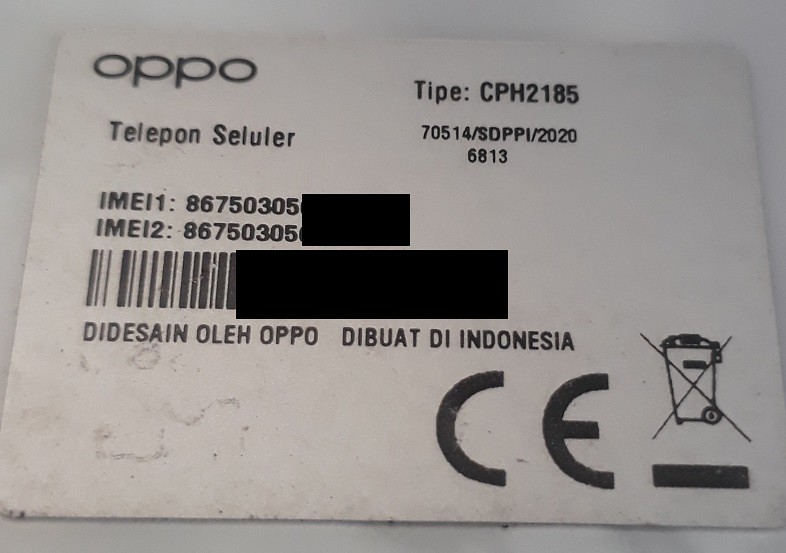 oppo
Tipe: CPH2185
Telepon Seluler
70514/SDPPI/2020
6813
IMEI1: 86750305
IMEI2: 86750305
DIDESAIN OLEH OPPO DIBUAT DI INDONESIA
CE